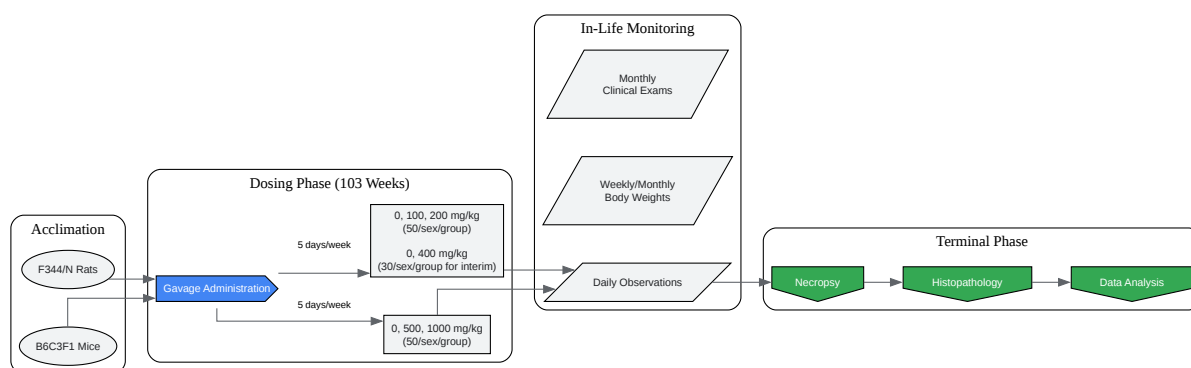 Acclimation
F344/N Rats
B6C3F1 Mice
Dosing Phase (103 Weeks)
Gavage Administration
5 days/week
5 days/week
0, 100, 200 mg/kg
(50/sex/group)
0, 400 mg/kg
(30/sex/group for interim)
0, 500, 1000 mg/kg
(50/sex/group)
In-Life Monitoring
Monthly
Clinical Exams
Weekly/Monthly
Body Weights
Daily Observations
Terminal Phase
Necropsy
Histopathology
Data Analysis